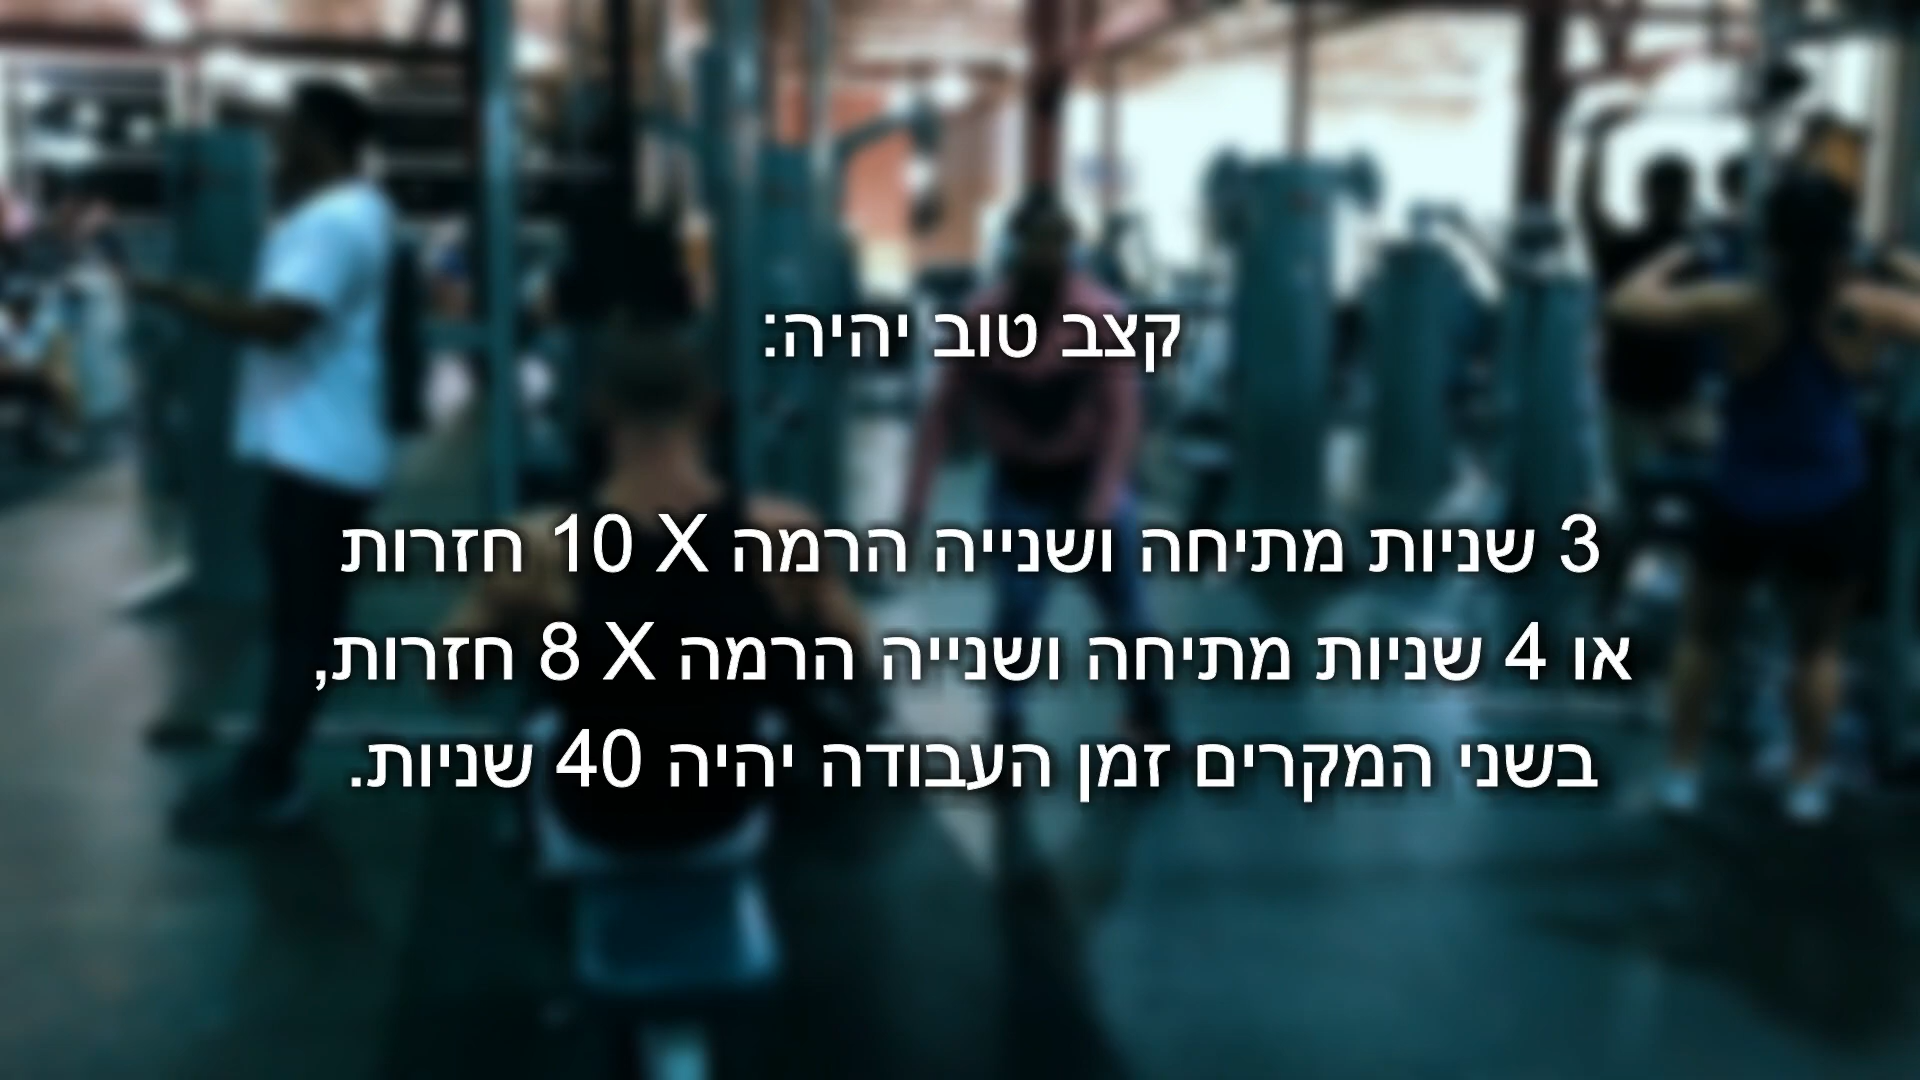 קצב טוב יהיה:
3 שניות מתיחה ושנייה הרמה X 10 חזרות
או 4 שניות מתיחה ושנייה הרמה X 8 חזרות,
בשני המקרים זמן העבודה יהיה 40 שניות.